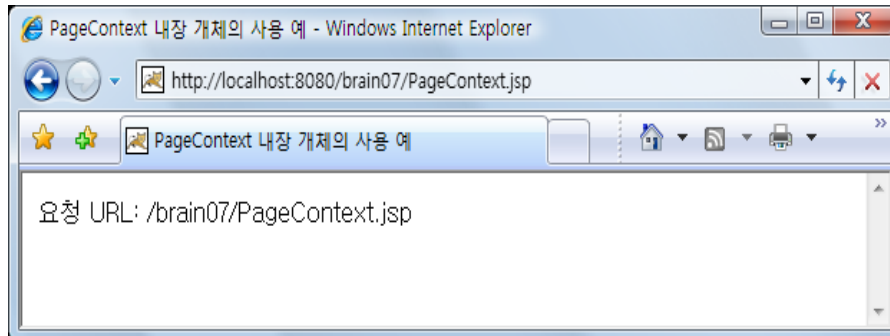 PageContext 내장 개체의 사용 예 - Windows Internet Explorer
http://localhost:8080/brain07/PageContext.jsp
PageContext 내장 개체의 사용 예
요청 URL: /brain07/PageContext.jsp